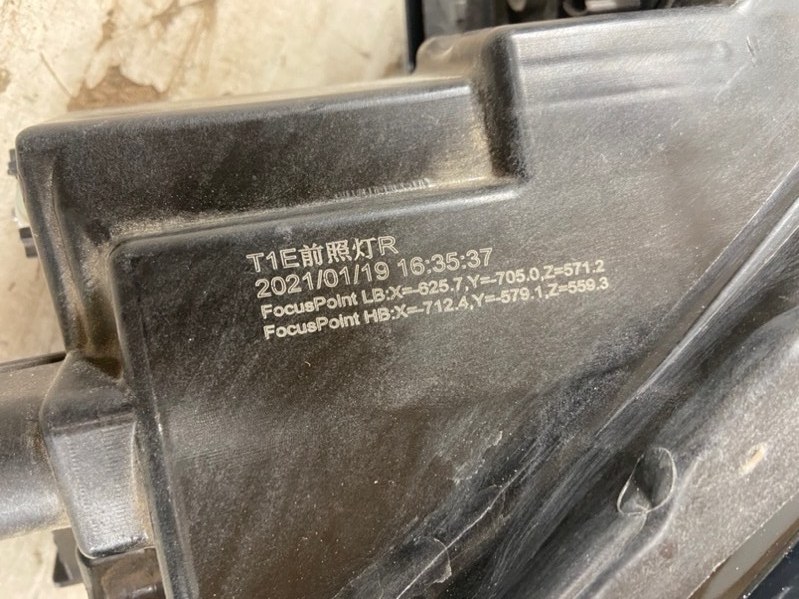 T1E前照灯R
2021/01/19 16:35:37
FocusPoint LB:X=-625.7,Y=-705.0,Z=571.2
FocusPoint HB:X=-712.4,Y=-579.1,Z=559.3